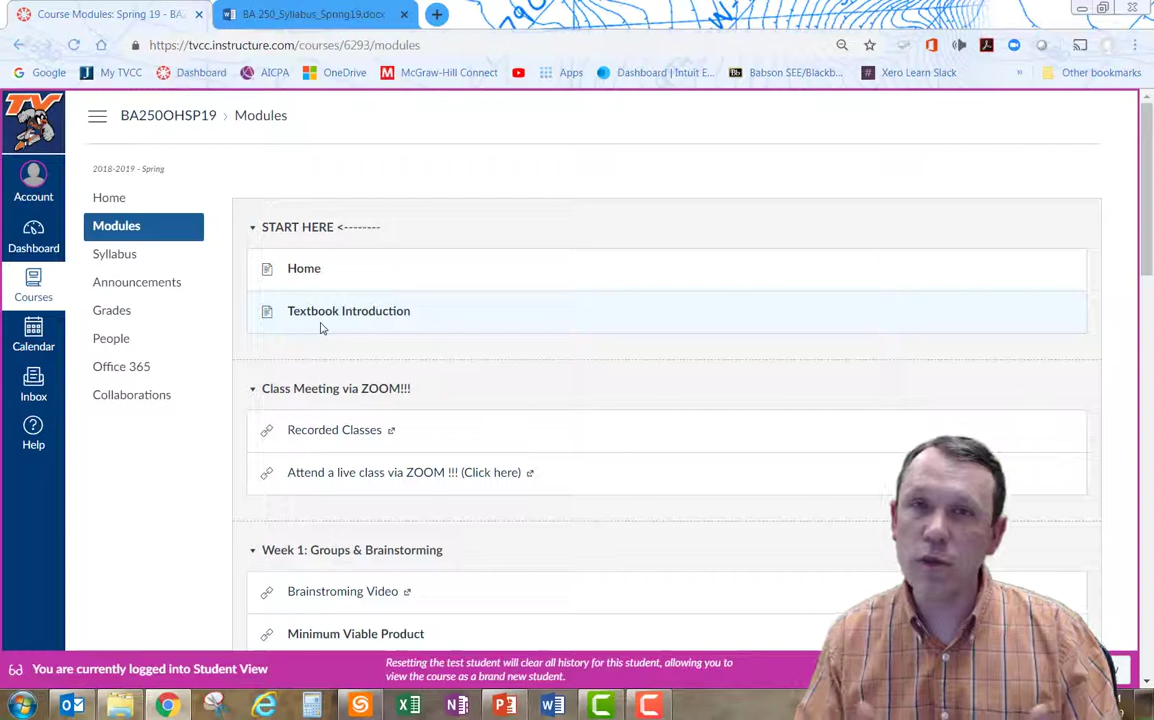 Course Modules: Spring 19 - BA
BA 250_Syllabus_Spring19.docx
https://tvcc.instructure.com/courses/6293/modules
Google
My TVCC
Dashboard
AICPA
OneDrive
McGraw-Hill Connect
Apps
Dashboard | Intuit E...
Bb
Babson SEE/Blackb...
Xero Learn Slack
»
Other bookmarks
TV
BA250OHSP19 › Modules
2018-2019 - Spring
Account
Dashboard
Courses
Calendar
Inbox
Help
Home
Modules
Syllabus
Announcements
Grades
People
Office 365
Collaborations
START HERE <--------
Home
Textbook Introduction
Class Meeting via ZOOM!!!
Recorded Classes
Attend a live class via ZOOM !!! (Click here)
Week 1: Groups & Brainstorming
Brainstroming Video
Minimum Viable Product
You are currently logged into Student View
Resetting the test student will clear all history for this student, allowing you to
view the course as a brand new student.